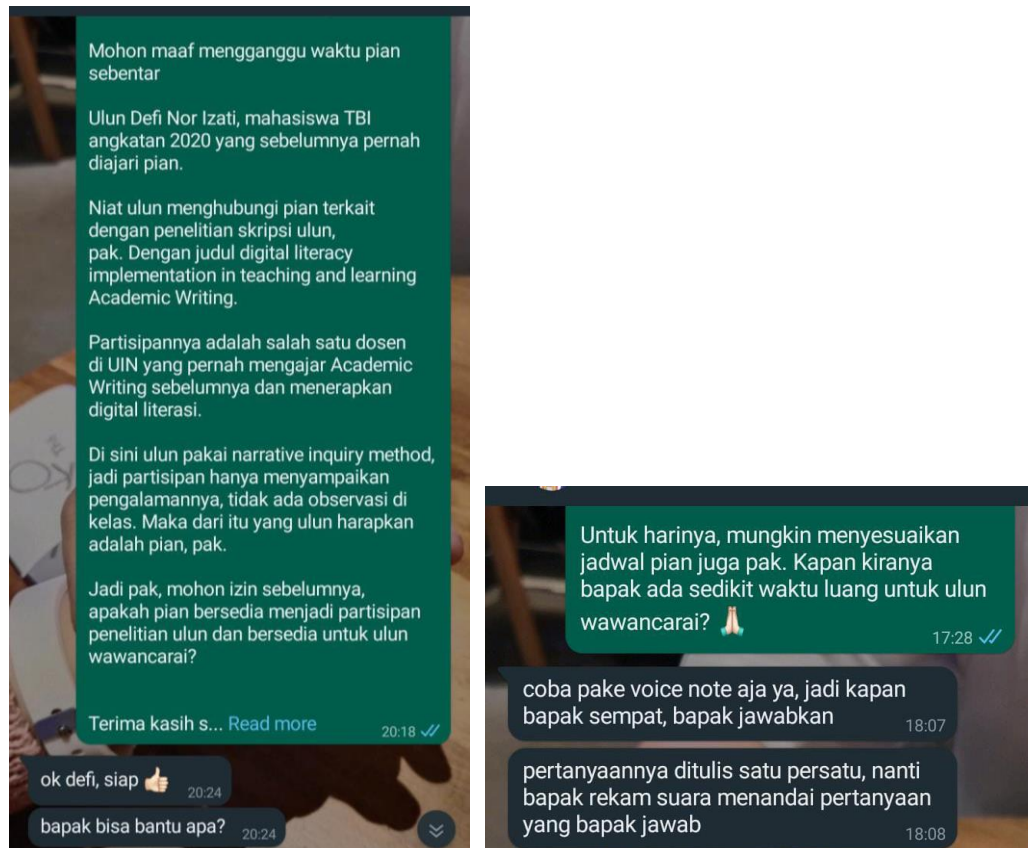 Mohon maaf mengganggu waktu pian
sebentar
Ulun Defi Nor Izati, mahasiswa TBI
angkatan 2020 yang sebelumnya pernah
diajari pian.
Niat ulun menghubungi pian terkait
dengan penelitian skripsi ulun,
pak. Dengan judul digital literacy
implementation in teaching and learning
Academic Writing.
Partisipannya adalah salah satu dosen
di UIN yang pernah mengajar Academic
Writing sebelumnya dan menerapkan
digital literasi.
Di sini ulun pakai narrative inquiry method,
jadi partisipan hanya menyampaikan
pengalamannya, tidak ada observasi di
kelas. Maka dari itu yang ulun harapkan
adalah pian, pak.
Jadi pak, mohon izin sebelumnya,
apakah pian bersedia menjadi partisipan
penelitian ulun dan bersedia untuk ulun
wawancarai?
Terima kasih s... Read more 20:18
ok defi, siap 👍🏻 20:24
bapak bisa bantu apa? 20:24
Untuk harinya, mungkin menyesuaikan
jadwal pian juga pak. Kapan kiranya
bapak ada sedikit waktu luang untuk ulun
wawancarai? 🙏🏻 17:28
coba pake voice note aja ya, jadi kapan
bapak sempat, bapak jawabkan 18:07
pertanyaannya ditulis satu persatu, nanti
bapak rekam suara menandai pertanyaan
yang bapak jawab 18:08